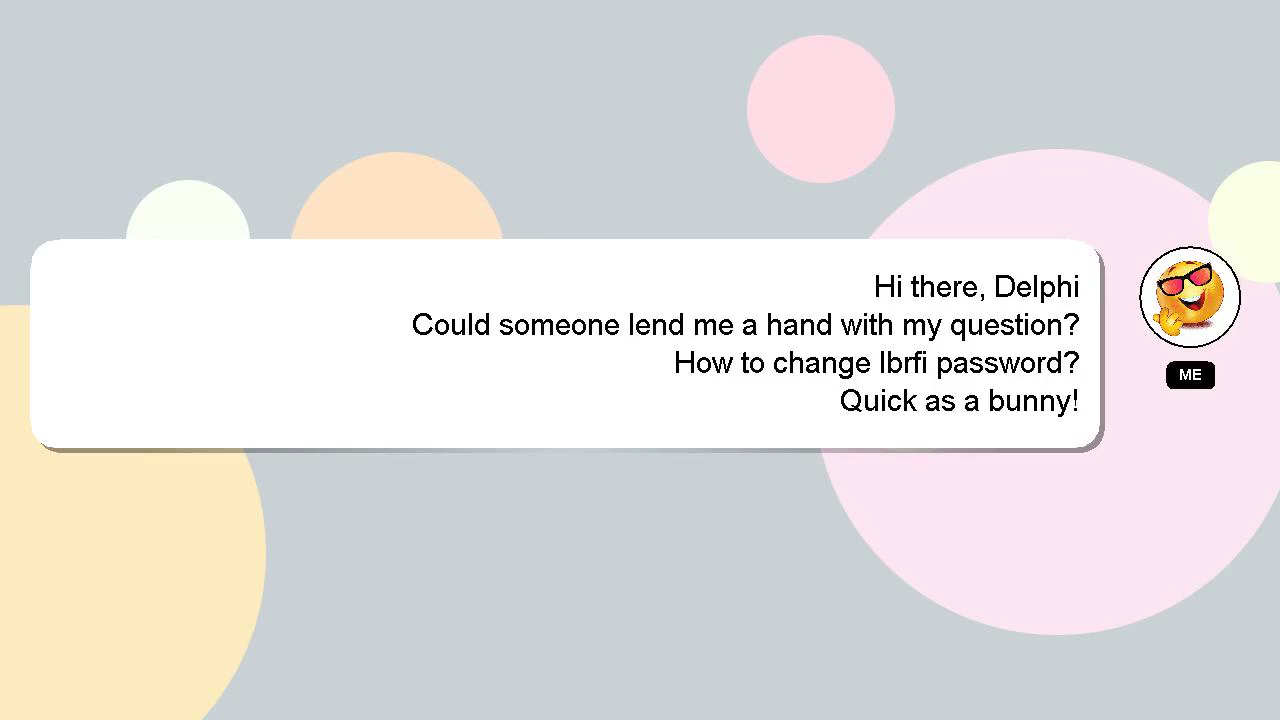 Hi there, Delphi
Could someone lend me a hand with my question?
How to change lbrfi password?
Quick as a bunny!
ME